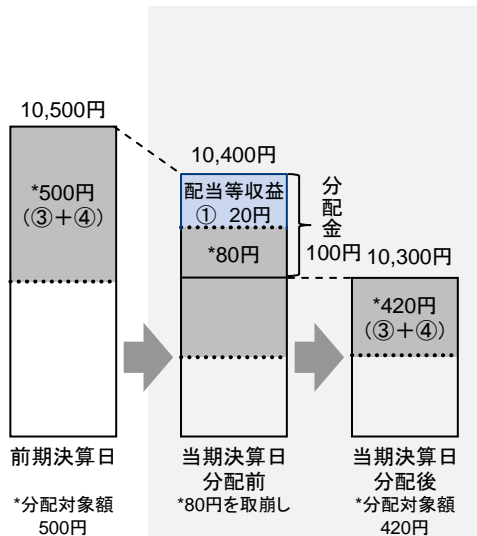 10,500円
*500円
(③+④)
前期決算日
*分配対象額
500円
10,400円
配当等収益
① 20円
*80円
分配金
100円
当期決算日
分配前
*80円を取崩し
10,300円
*420円
(③+④)
当期決算日
分配後
*分配対象額
420円